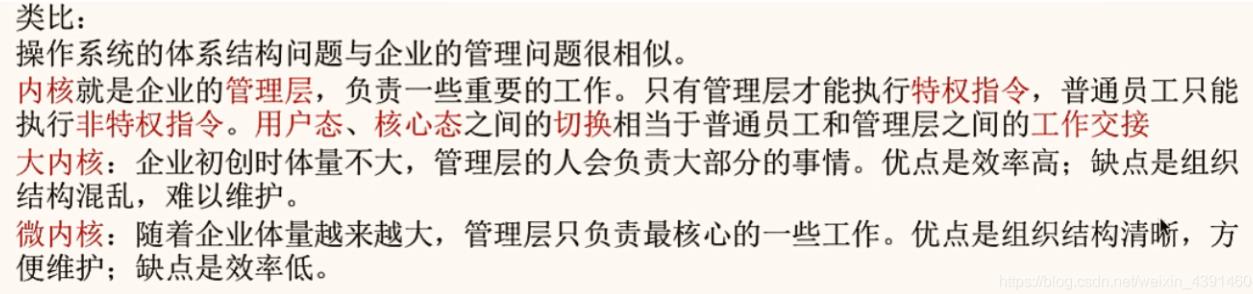 类比：
操作系统的体系结构问题与企业的管理问题很相似。
内核就是企业的管理层，负责一些重要的工作。只有管理层才能执行特权指令，普通员工只能
执行非特权指令。用户态、核心态之间的切换相当于普通员工和管理层之间的工作交接
大内核：企业初创时体量不大，管理层的人会负责大部分的事情。优点是效率高；缺点是组织
结构混乱，难以维护。
微内核：随着企业体量越来越大，管理层只负责最核心的一些工作。优点是组织结构清晰，方
便维护；缺点是效率低。
https://blog.csdn.net/weixin_4391460